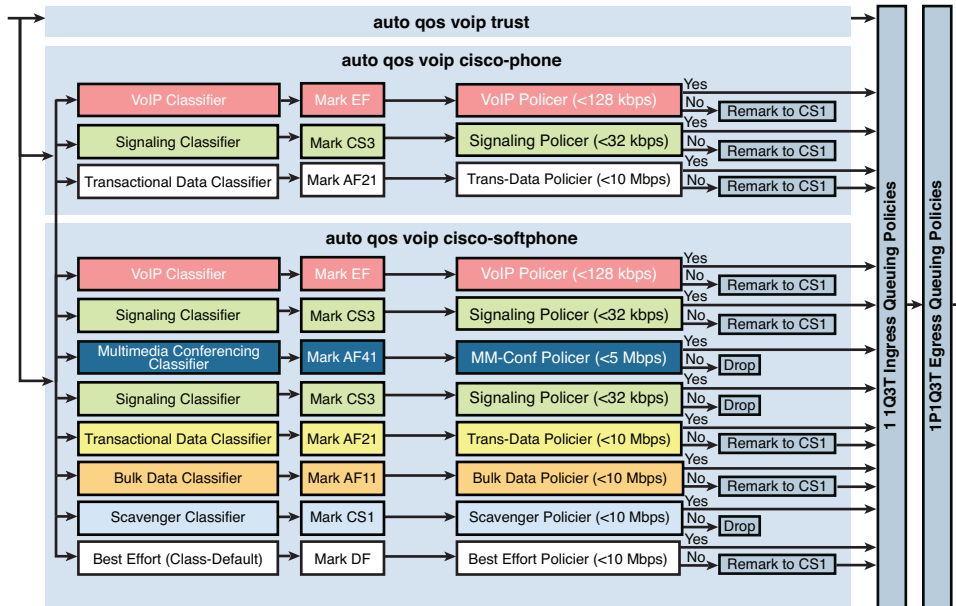 auto qos voip trust
auto qos voip cisco-phone
VoIP Classifier
Mark EF
VoIP Policer (<128 kbps)
Yes
No
Remark to CS1
Signaling Classifier
Mark CS3
Signaling Policer (<32 kbps)
Yes
No
Remark to CS1
Transactional Data Classifier
Mark AF21
Trans-Data Policier (<10 Mbps)
Yes
No
Remark to CS1
auto qos voip cisco-softphone
VoIP Classifier
Mark EF
VoIP Policer (<128 kbps)
Yes
No
Remark to CS1
Signaling Classifier
Mark CS3
Signaling Policer (<32 kbps)
Yes
No
Remark to CS1
Multimedia Conferencing
Classifier
Mark AF41
MM-Conf Policer (<5 Mbps)
Yes
No
Drop
Signaling Classifier
Mark CS3
Signaling Policer (<32 kbps)
Yes
No
Drop
Transactional Data Classifier
Mark AF21
Trans-Data Policier (<10 Mbps)
Yes
No
Remark to CS1
Bulk Data Classifier
Mark AF11
Bulk Data Policier (<10 Mbps)
Yes
No
Remark to CS1
Scavenger Classifier
Mark CS1
Scavenger Policier (<10 Mbps)
Yes
No
Drop
Best Effort (Class-Default)
Mark DF
Best Effort Policier (<10 Mbps)
Yes
No
Remark to CS1
1 1Q3T Ingress Queuing Policies
1P1Q3T Egress Queuing Policies